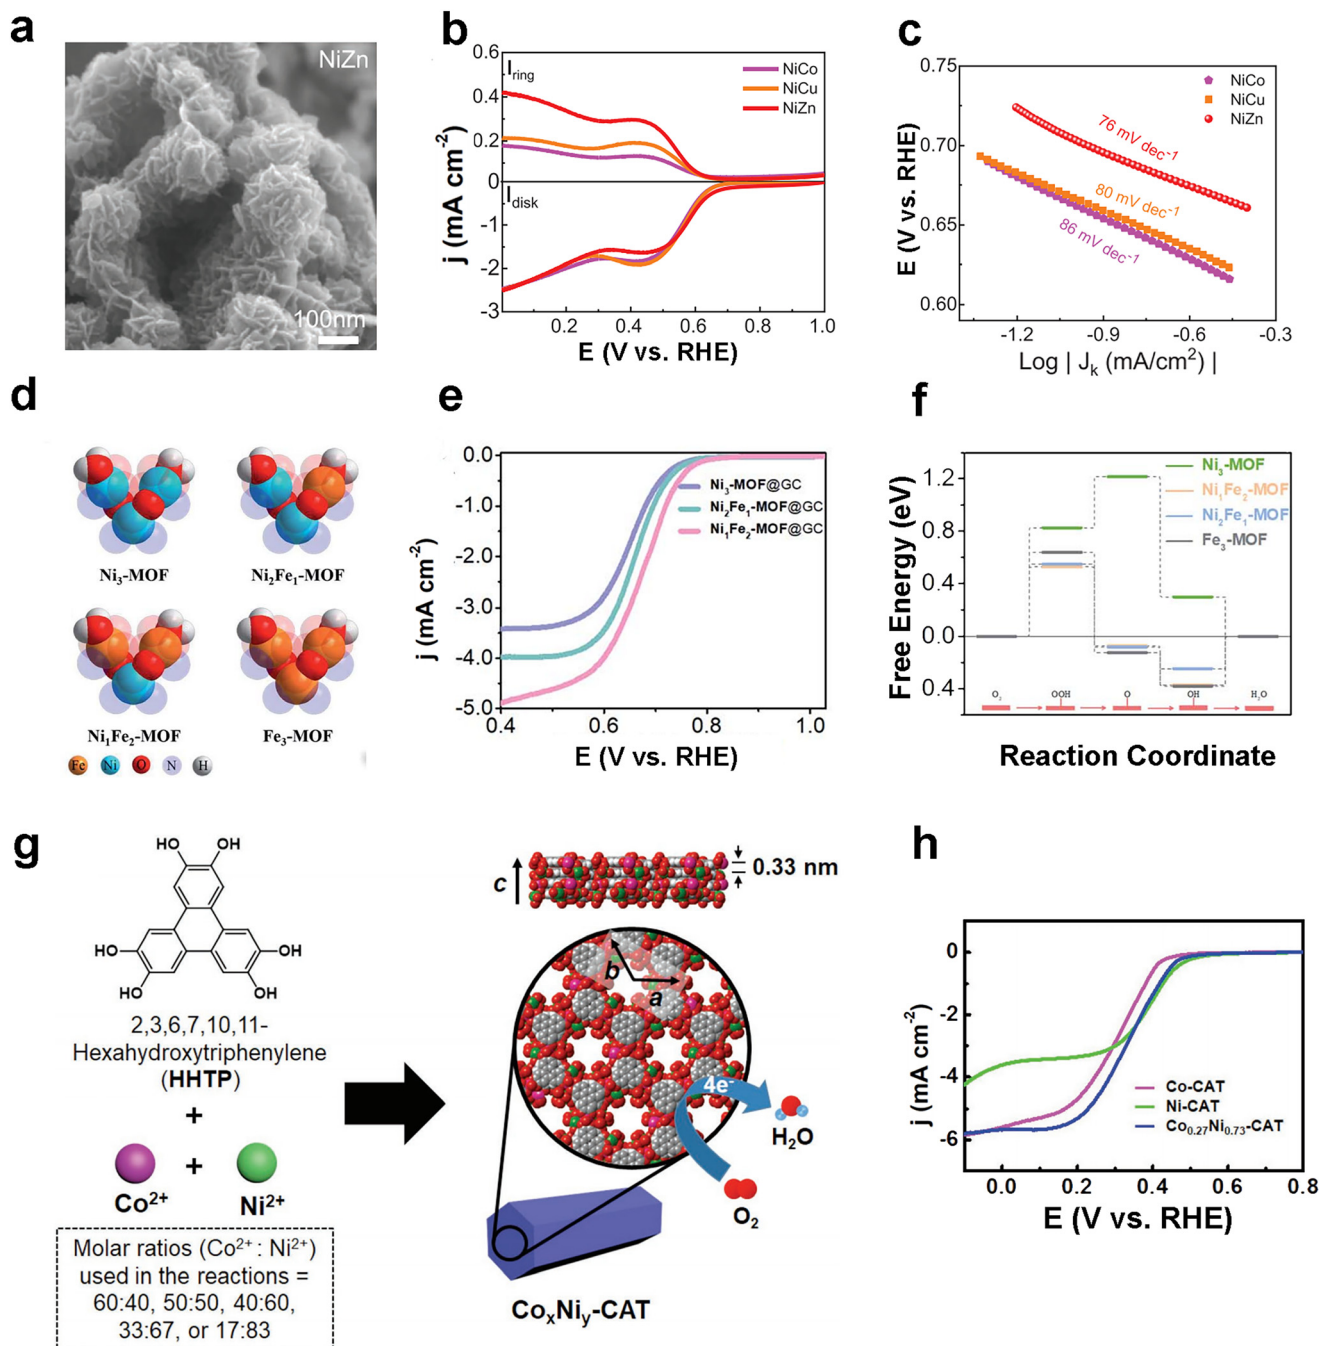 a
NiZn
100nm
b
0.6
0.4
0.2
0
-1
-2
-3
I_ring
I_disk
NiCo
NiCu
NiZn
j (mA cm⁻²)
0.2 0.4 0.6 0.8 1.0
E (V vs. RHE)
c
0.75
0.70
0.65
0.60
E (V vs. RHE)
NiCo
NiCu
NiZn
76 mV dec⁻¹
80 mV dec⁻¹
86 mV dec⁻¹
-1.2 -0.9 -0.6 -0.3
Log | J_k (mA/cm²) |
d
Ni₃-MOF
Ni₂Fe₁-MOF
Ni₁Fe₂-MOF
Fe₃-MOF
Fe Ni O N H
e
0.0
-1.0
-2.0
-3.0
-4.0
-5.0
j (mA cm⁻²)
Ni₃-MOF@GC
Ni₂Fe₁-MOF@GC
Ni₁Fe₂-MOF@GC
0.4 0.6 0.8 1.0
E (V vs. RHE)
f
1.2
0.8
0.4
0.0
0.4
Free Energy (eV)
Ni₃-MOF
Ni₁Fe₂-MOF
Ni₂Fe₁-MOF
Fe₃-MOF
O₂ OOH O OH H₂O
Reaction Coordinate
g
HO OH
HO OH
HO OH
2,3,6,7,10,11-
Hexahydroxytriphenylene
(HHTP)
+
+
Co²⁺ Ni²⁺
Molar ratios (Co²⁺ : Ni²⁺)
used in the reactions =
60:40, 50:50, 40:60,
33:67, or 17:83
c
0.33 nm
b
a
4e⁻
H₂O
O₂
CoₓNiᵧ-CAT
h
0
-2
-4
-6
j (mA cm⁻²)
Co-CAT
Ni-CAT
Co₀.₂₇Ni₀.₇₃-CAT
0.0 0.2 0.4 0.6 0.8
E (V vs. RHE)